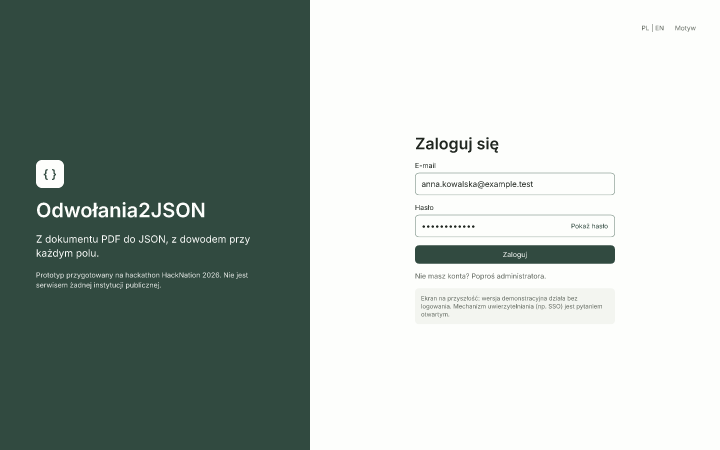 PL | EN Motyw
{ }
Odwołania2JSON
Z dokumentu PDF do JSON, z dowodem przy
każdym polu.
Prototyp przygotowany na hackathon HackNation 2026. Nie jest
serwisem żadnej instytucji publicznej.
Zaloguj się
E-mail
anna.kowalska@example.test
Hasło
•••••••••••• Pokaż hasło
Zaloguj
Nie masz konta? Poproś administratora.
Ekran na przyszłość: wersja demonstracyjna działa bez
logowania. Mechanizm uwierzytelniania (np. SSO) jest pytaniem
otwartym.